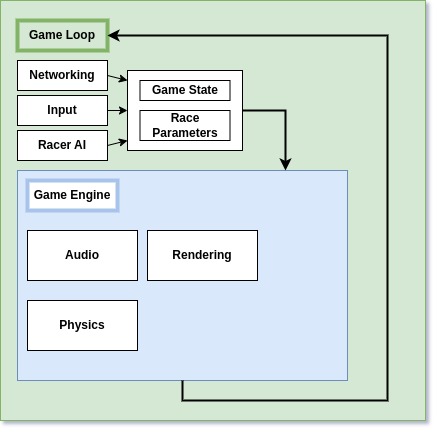 Game Loop
Networking
Input
Racer AI
Game State
Race
Parameters
Game Engine
Audio
Rendering
Physics